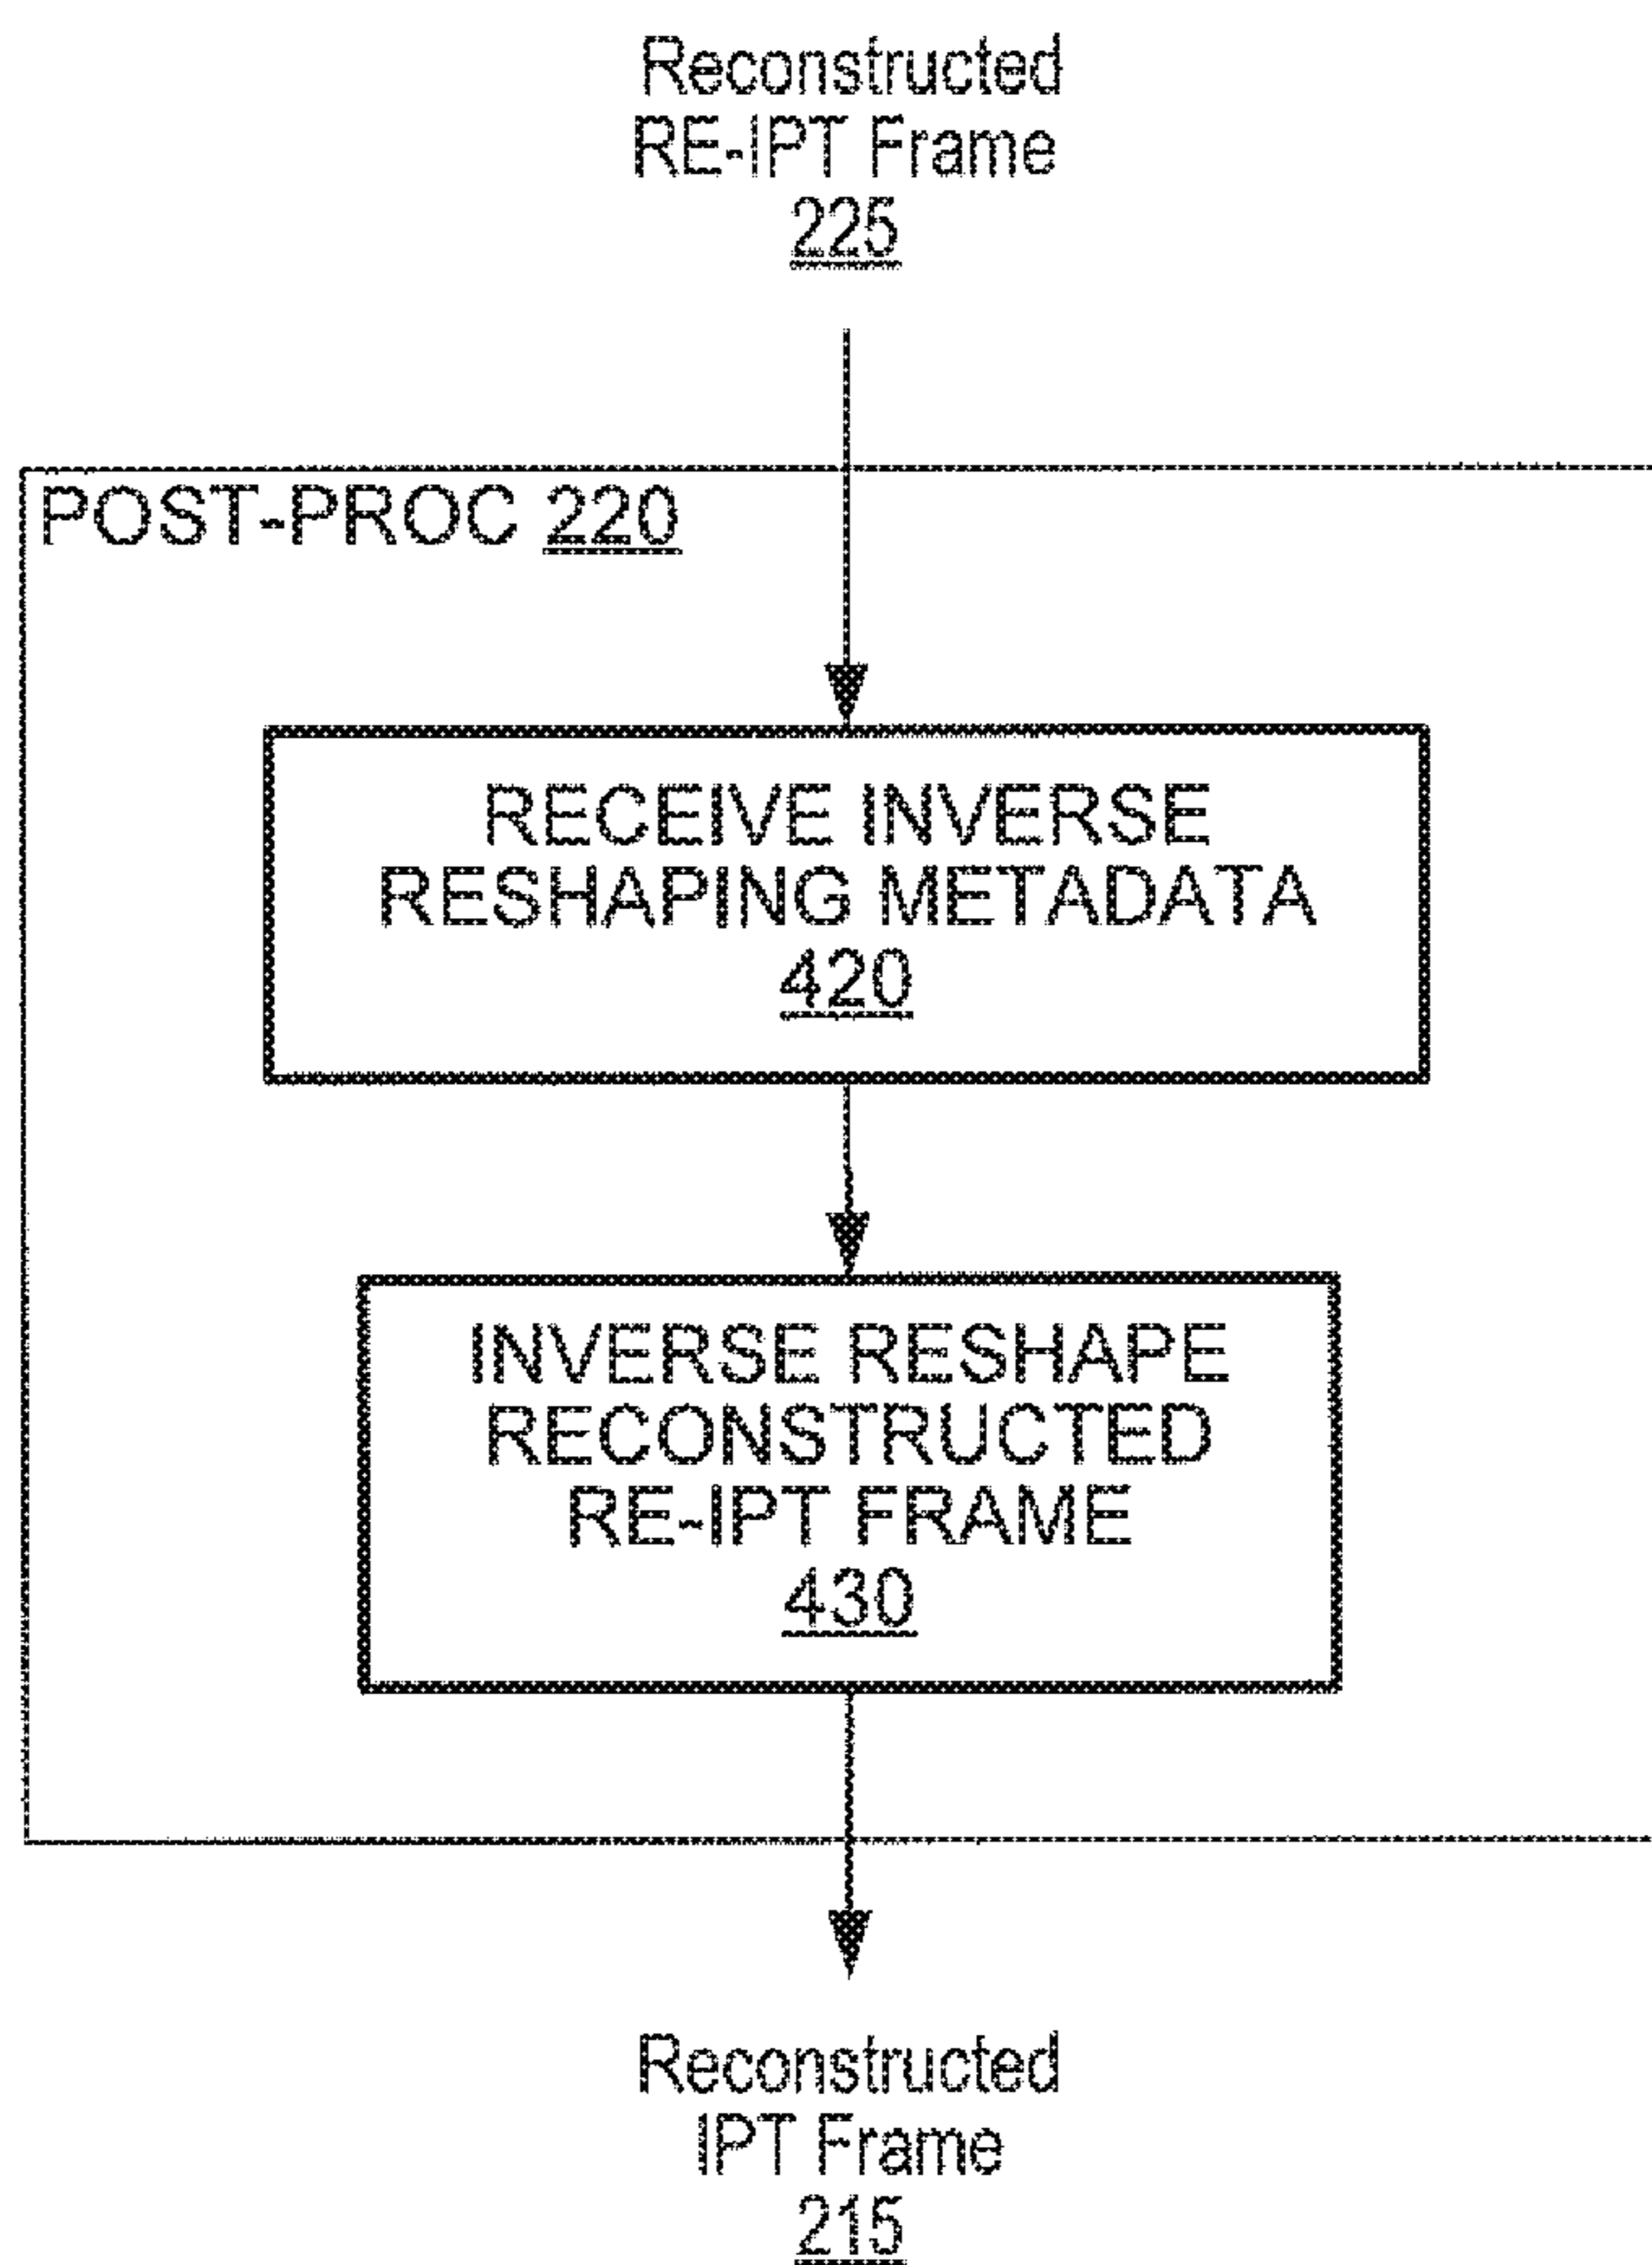 Reconstructed
RE-IPT Frame
225
POST-PROC 220
RECEIVE INVERSE
RESHAPING METADATA
420
INVERSE RESHAPE
RECONSTRUCTED
RE-IPT FRAME
430
Reconstructed
IPT Frame
215